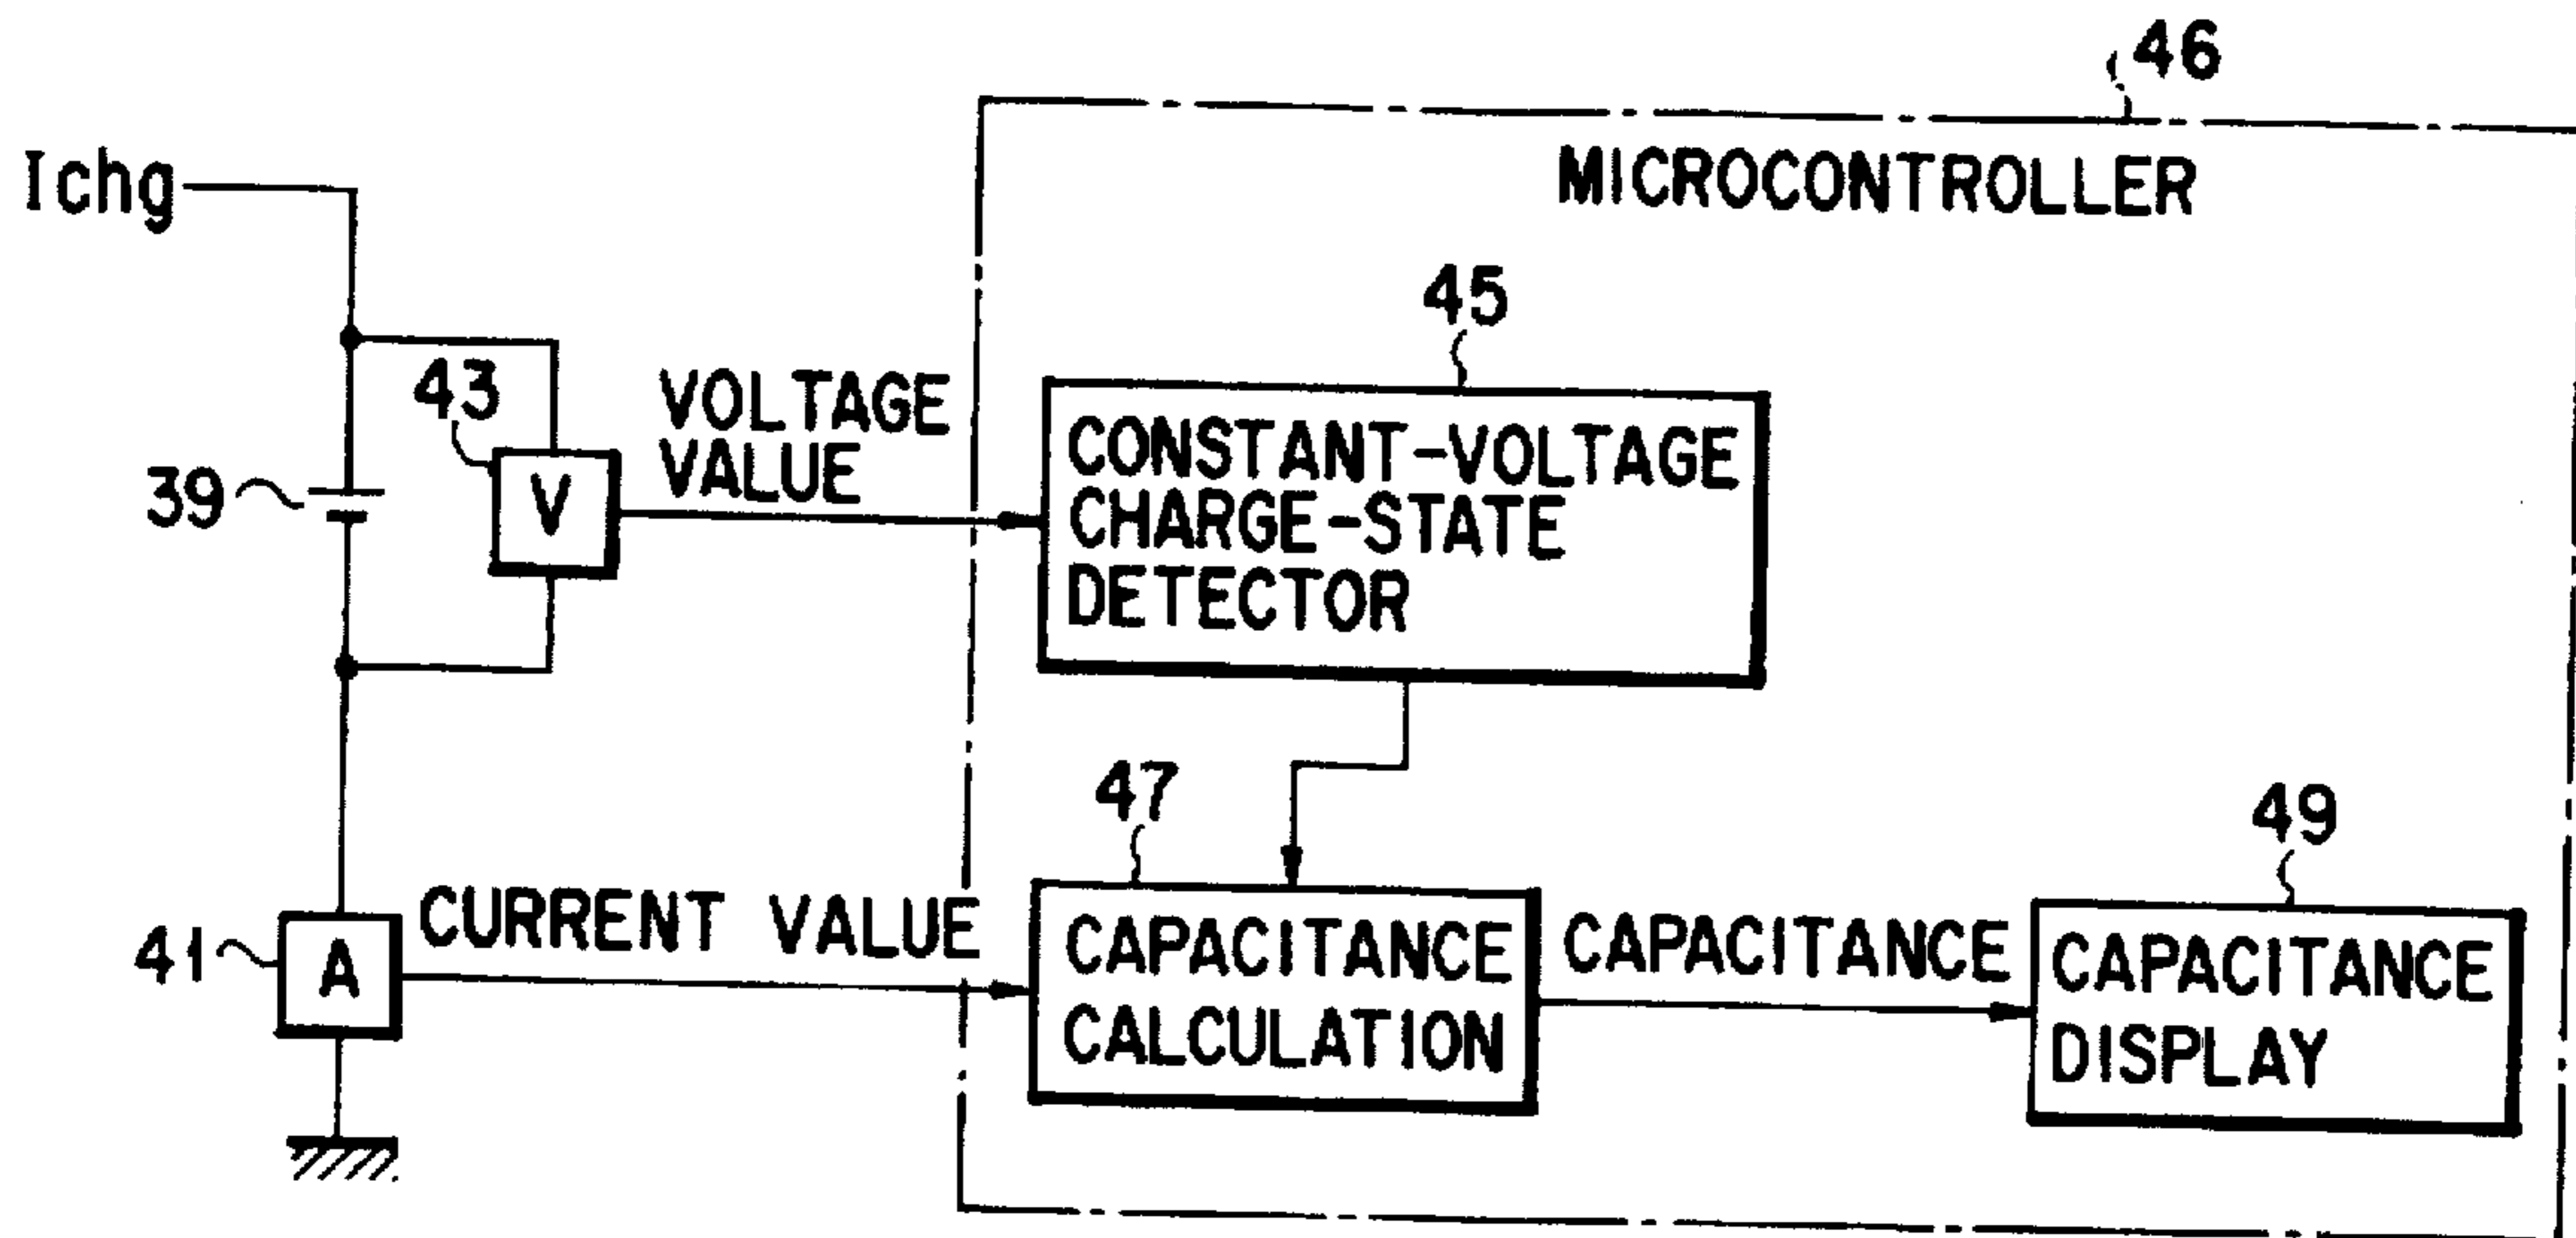 46
MICROCONTROLLER
Ichg
45
43
VOLTAGE
VALUE
39
V
CONSTANT-VOLTAGE
CHARGE-STATE
DETECTOR
47
49
41
A
CURRENT VALUE
CAPACITANCE
CALCULATION
CAPACITANCE
CAPACITANCE
DISPLAY